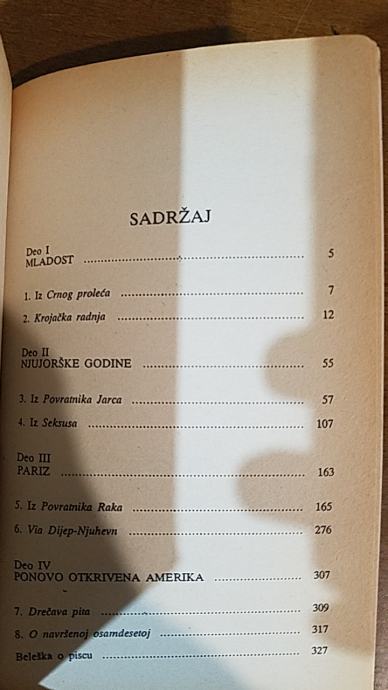 SADRŽAJ
Deo I
MLADOST ........ 5
1. Iz Crnog proleća ........ 7
2. Krojačka radnja ........ 12
Deo II
NJUJORŠKE GODINE ........ 55
3. Iz Povratnika Jarca ........ 57
4. Iz Seksusa ........ 107
Deo III
PARIZ ........ 163
5. Iz Povratnika Raka ........ 165
6. Via Dijep-Njuhevn ........ 276
Deo IV
PONOVO OTKRIVENA AMERIKA ........ 307
7. Drečava pita ........ 309
8. O navršenoj osamdesetoj ........ 317
Beleška o piscu ........ 327